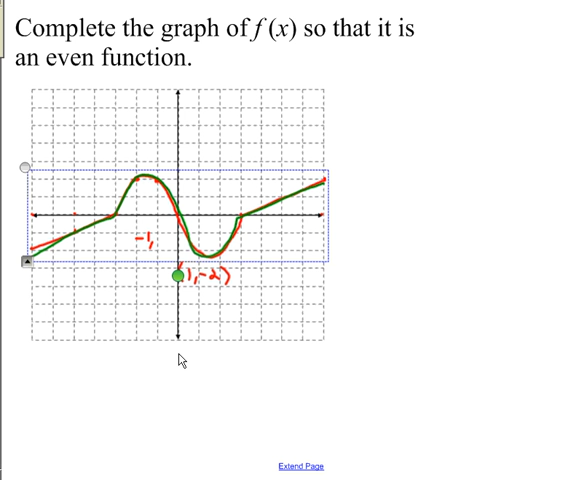 Complete the graph of f (x) so that it is
an even function.
-1,
(1,-2)
Extend Page